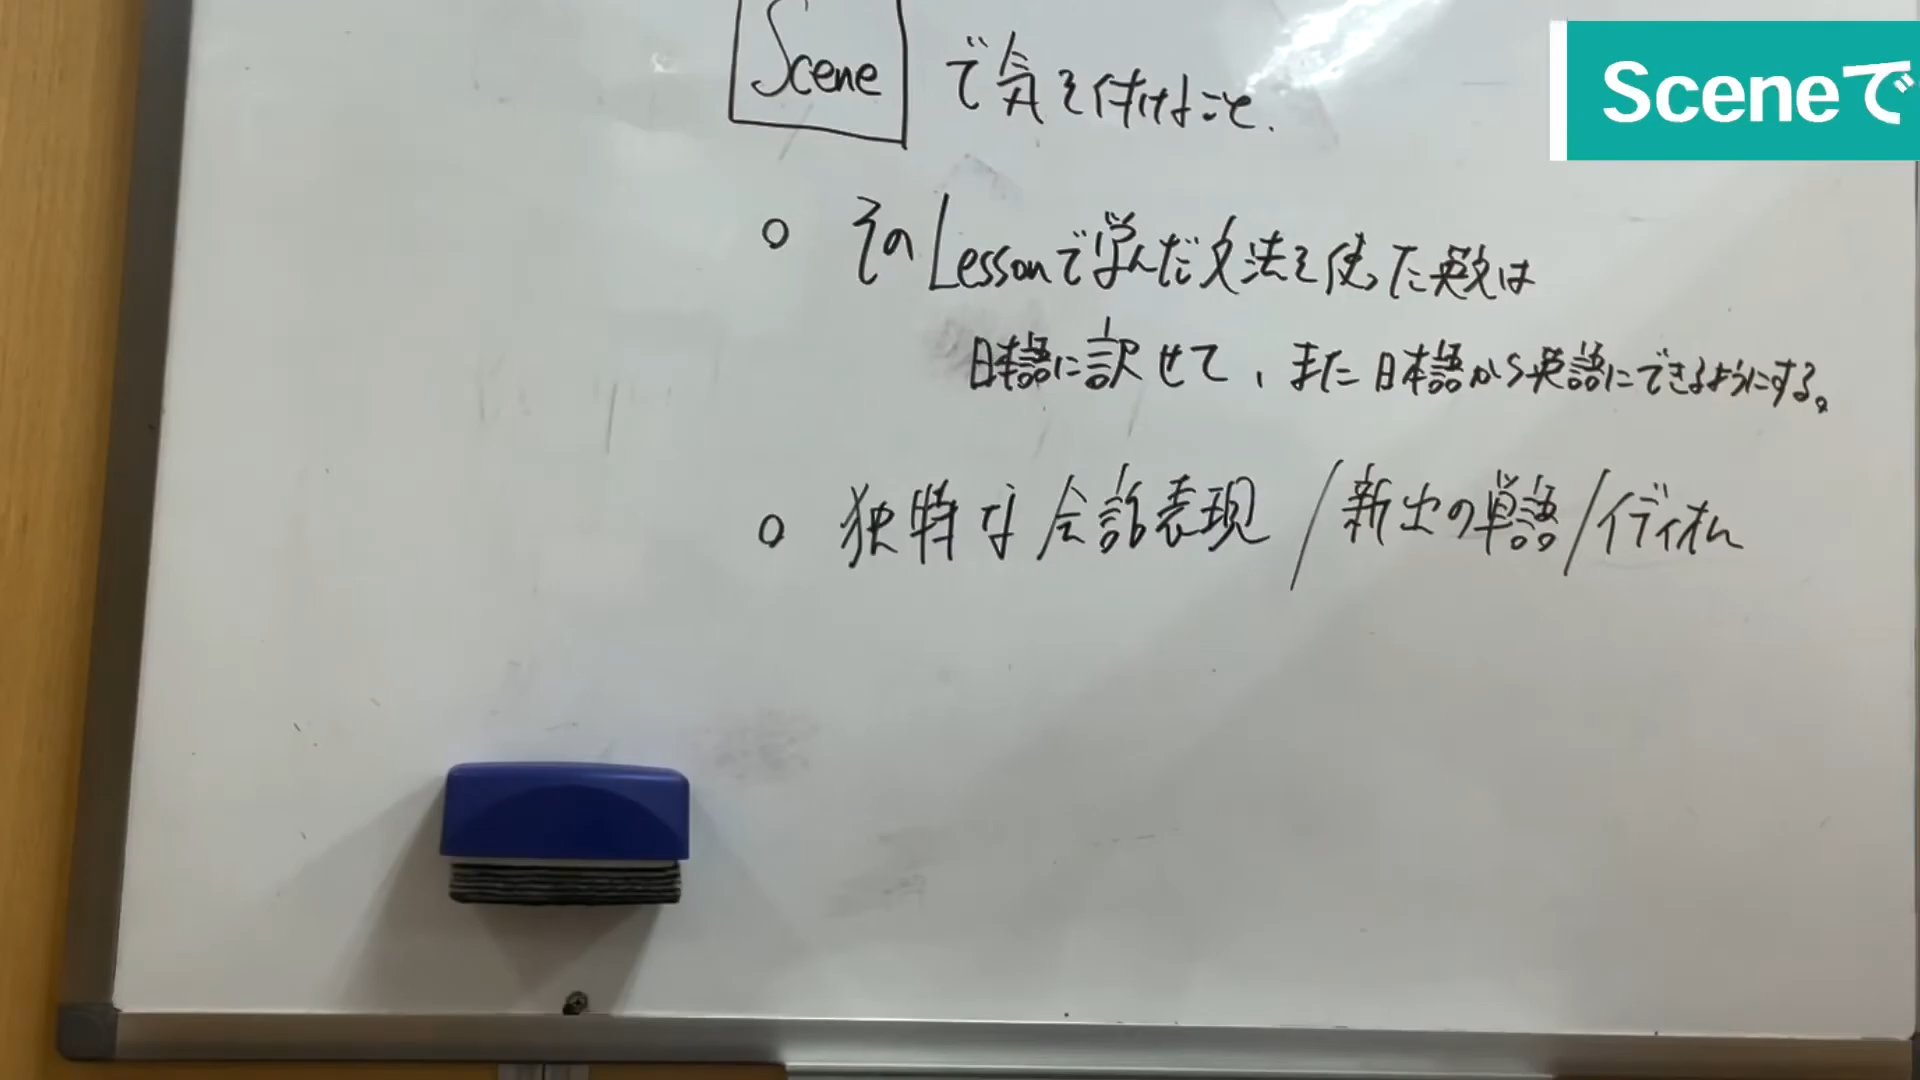 Scene で気を付けること.
Sceneで
○ そのLessonで学んだ文法を使った英文は
日本語に訳せて、また日本語から英語にできるようにする。
○ 独特な会話表現/新出の単語/イディオム